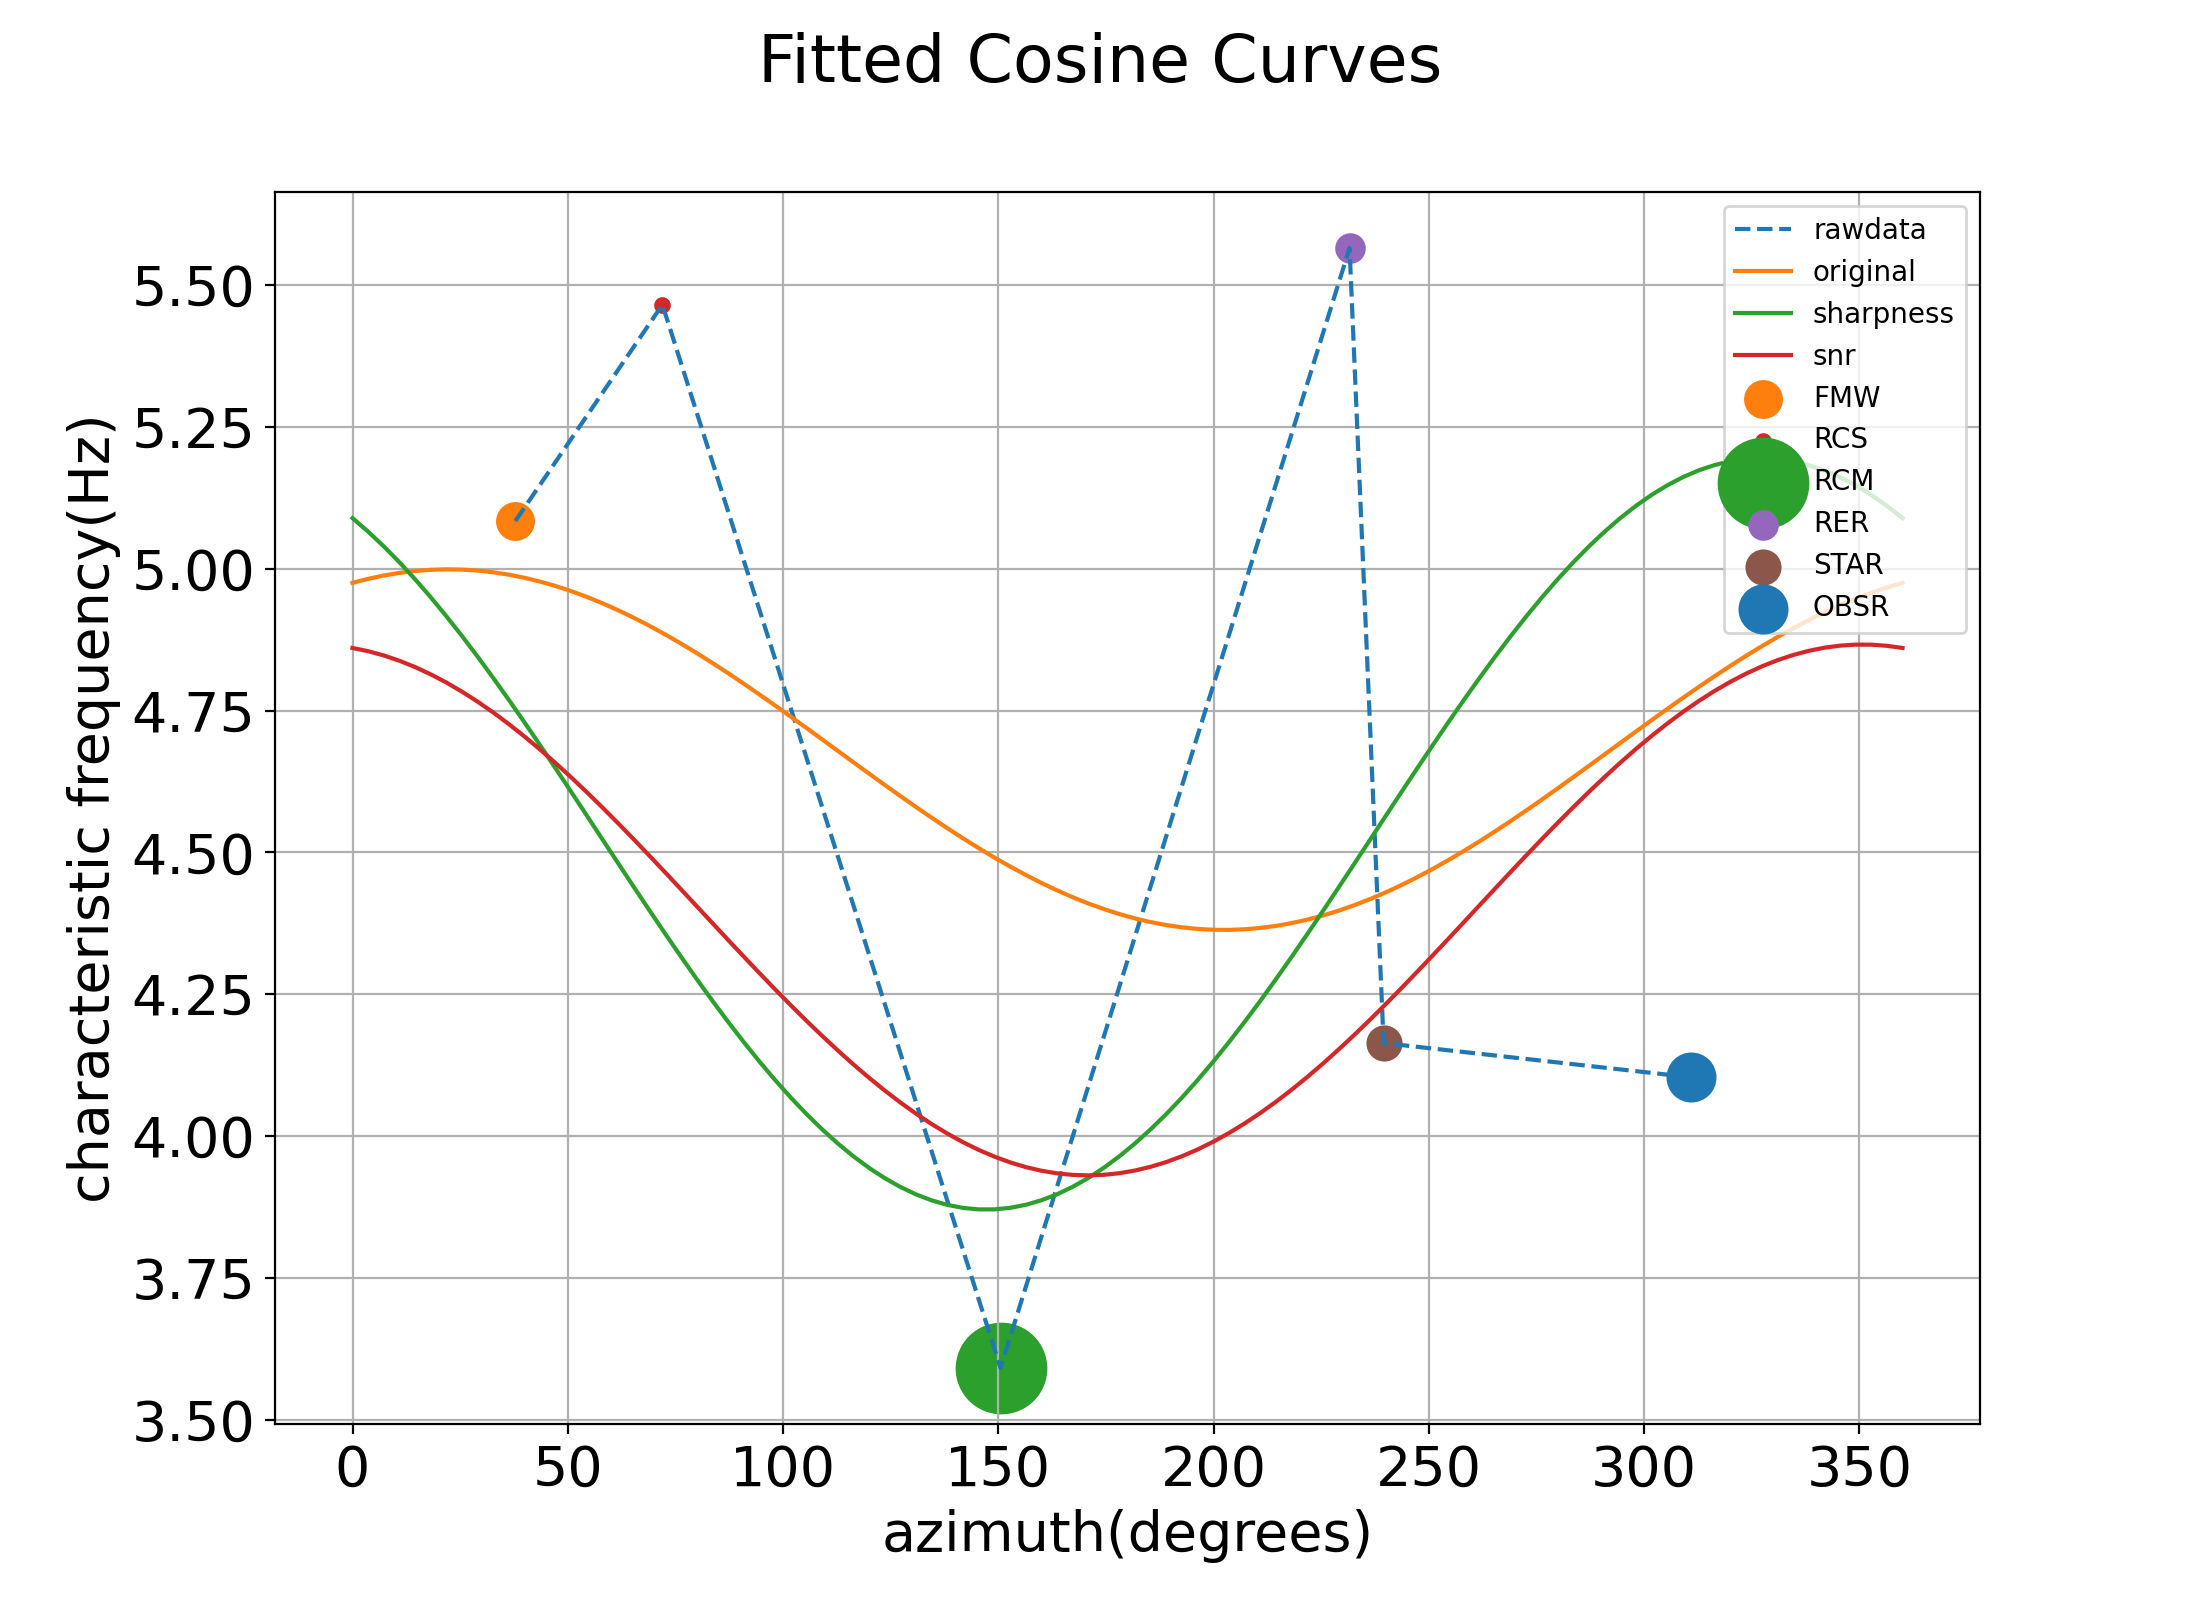 Fitted Cosine Curves
rawdata
original
sharpness
snr
FMW
RCS
RCM
RER
STAR
OBSR
characteristic frequency(Hz)
5.50
5.25
5.00
4.75
4.50
4.25
4.00
3.75
3.50
0 50 100 150 200 250 300 350
azimuth(degrees)